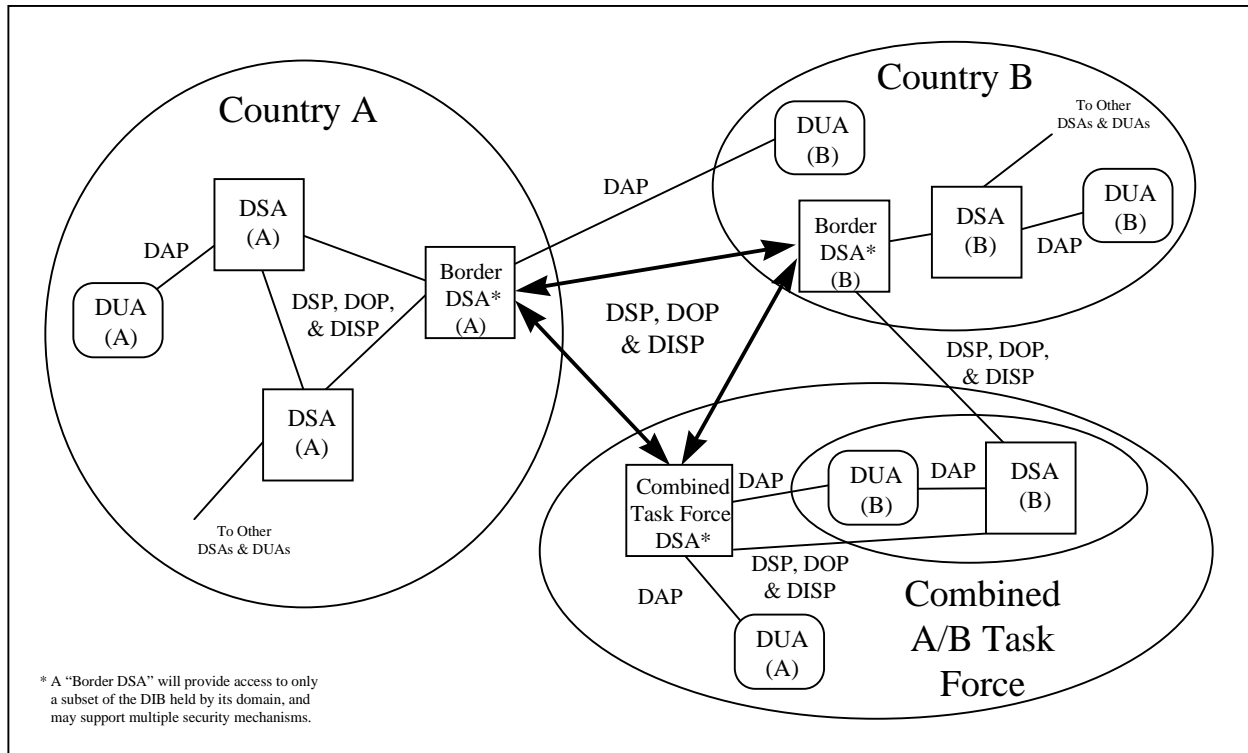 Country A
DSA
(A)
DAP
DUA
(A)
DSP, DOP,
& DISP
Border
DSA*
(A)
DSA
(A)
To Other
DSAs & DUAs
DAP
DSP, DOP
& DISP
Country B
DUA
(B)
To Other
DSAs & DUAs
DUA
(B)
DSA
(B)
DAP
Border
DSA*
(B)
DSP, DOP,
& DISP
Combined
Task Force
DSA*
DAP
DUA
(B)
DAP
DSA
(B)
DSP, DOP
& DISP
DAP
DUA
(A)
Combined
A/B Task
Force
* A “Border DSA” will provide access to only
a subset of the DIB held by its domain, and
may support multiple security mechanisms.